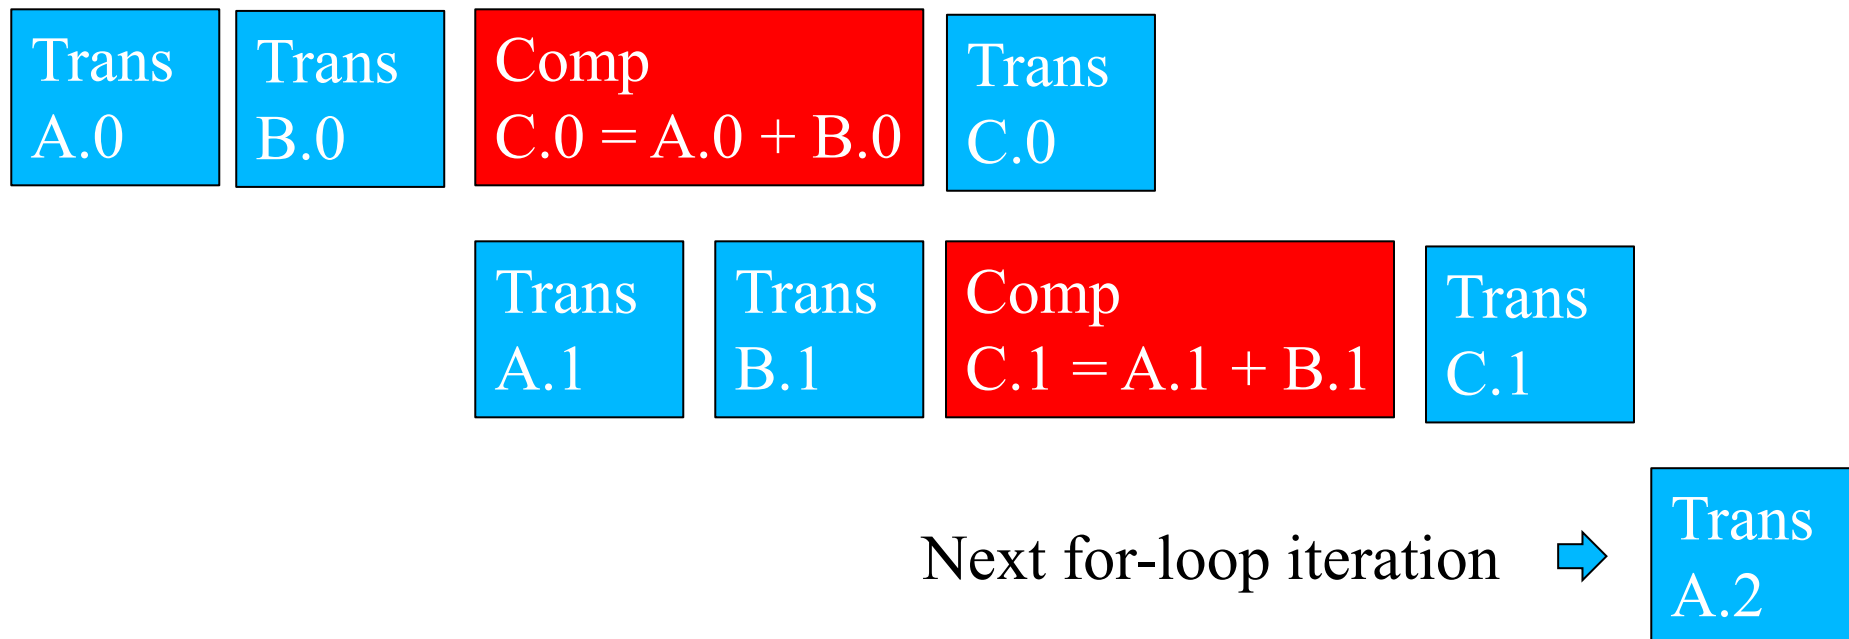 Trans
A.0
Trans
B.0
Comp
C.0 = A.0 + B.0
Trans
C.0
Trans
A.1
Trans
B.1
Comp
C.1 = A.1 + B.1
Trans
C.1
Next for-loop iteration
Trans
A.2